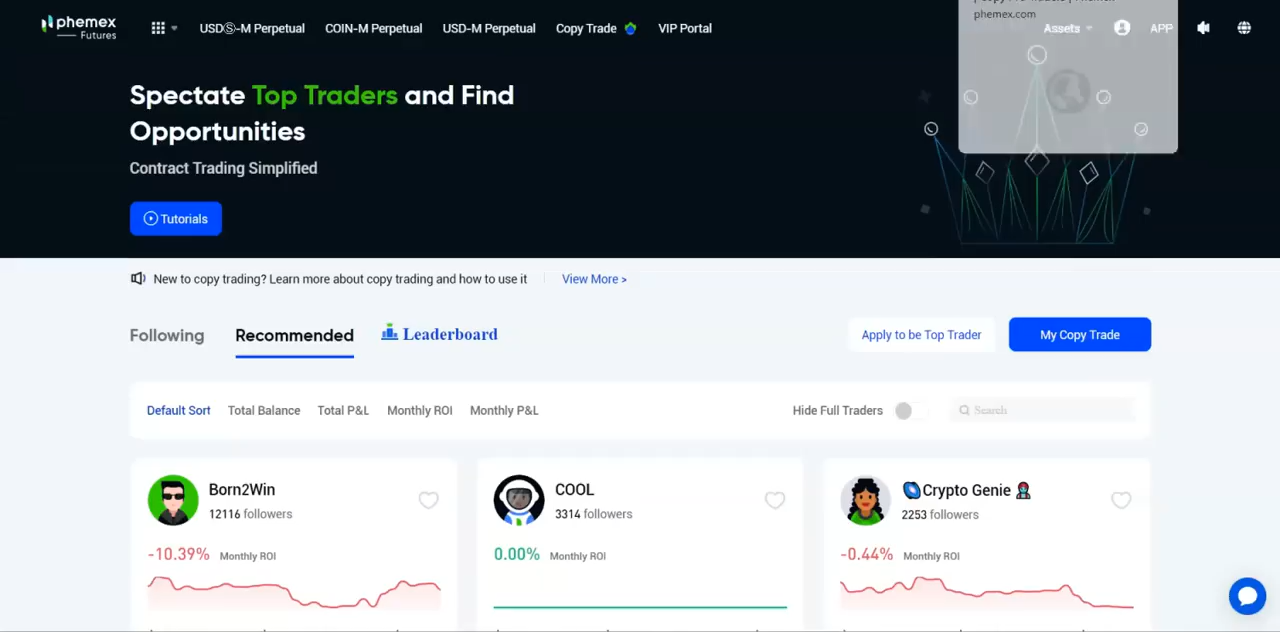 phemex
Futures
USDⓈ-M Perpetual
COIN-M Perpetual
USD-M Perpetual
Copy Trade
VIP Portal
phemex.com
Assets
APP
Spectate Top Traders and Find
Opportunities
Contract Trading Simplified
Tutorials
New to copy trading? Learn more about copy trading and how to use it
View More >
Following
Recommended
Leaderboard
Apply to be Top Trader
My Copy Trade
Default Sort
Total Balance
Total P&L
Monthly ROI
Monthly P&L
Hide Full Traders
Search
Born2Win
12116 followers
-10.39% Monthly ROI
COOL
3314 followers
0.00% Monthly ROI
Crypto Genie
2253 followers
-0.44% Monthly ROI